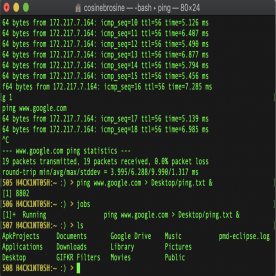 cosinebrosine — -bash • ping — 80×24
64 bytes from 172.217.7.164: icmp_seq=10 ttl=56 time=5.126 ms
64 bytes from 172.217.7.164: icmp_seq=11 ttl=56 time=6.407 ms
64 bytes from 172.217.7.164: icmp_seq=12 ttl=56 time=5.490 ms
64 bytes from 172.217.7.164: icmp_seq=13 ttl=56 time=6.877 ms
64 bytes from 172.217.7.164: icmp_seq=14 ttl=56 time=5.794 ms
64 bytes from 172.217.7.164: icmp_seq=15 ttl=56 time=5.456 ms
f64 bytes from 172.217.7.164: icmp_seq=16 ttl=56 time=7.285 ms
g 1
ping www.google.com
64 bytes from 172.217.7.164: icmp_seq=17 ttl=56 time=5.139 ms
64 bytes from 172.217.7.164: icmp_seq=18 ttl=56 time=6.985 ms
^C
--- www.google.com ping statistics ---
19 packets transmitted, 19 packets received, 0.0% packet loss
round-trip min/avg/max/stddev = 3.995/6.288/9.990/1.317 ms
505 H4CK1NT0SH:~ :) > ping www.google.com > Desktop/ping.txt &
[1] 8802
506 H4CK1NT0SH:~ :) > jobs
[1]+ Running ping www.google.com > Desktop/ping.txt &
507 H4CK1NT0SH:~ :) > ls
ApkProjects Documents Google Drive Music pmd-eclipse.log
Applications Downloads Library Pictures
Desktop GIFXR Filters Movies Public
508 H4CK1NT0SH:~ :) >